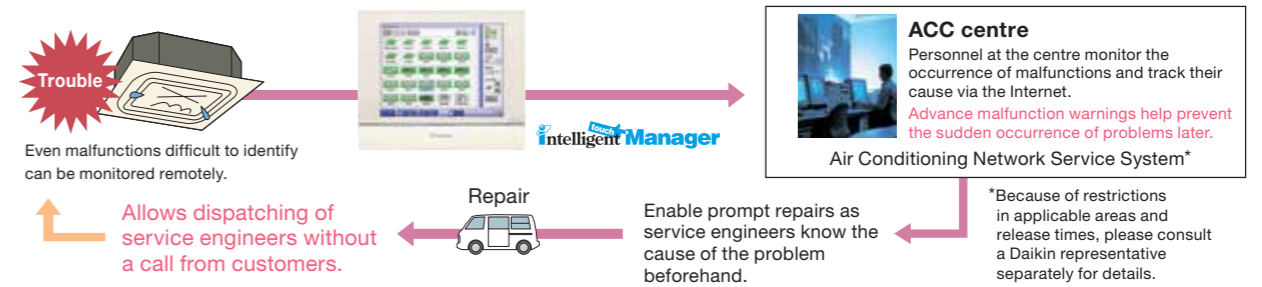 Trouble
Even malfunctions difficult to identify
can be monitored remotely.
intelligent touch Manager
ACC centre
Personnel at the centre monitor the
occurrence of malfunctions and track their
cause via the Internet.
Advance malfunction warnings help prevent
the sudden occurrence of problems later.
Air Conditioning Network Service System*
*Because of restrictions
in applicable areas and
release times, please consult
a Daikin representative
separately for details.
Enable prompt repairs as
service engineers know the
cause of the problem
beforehand.
Repair
Allows dispatching of
service engineers without
a call from customers.